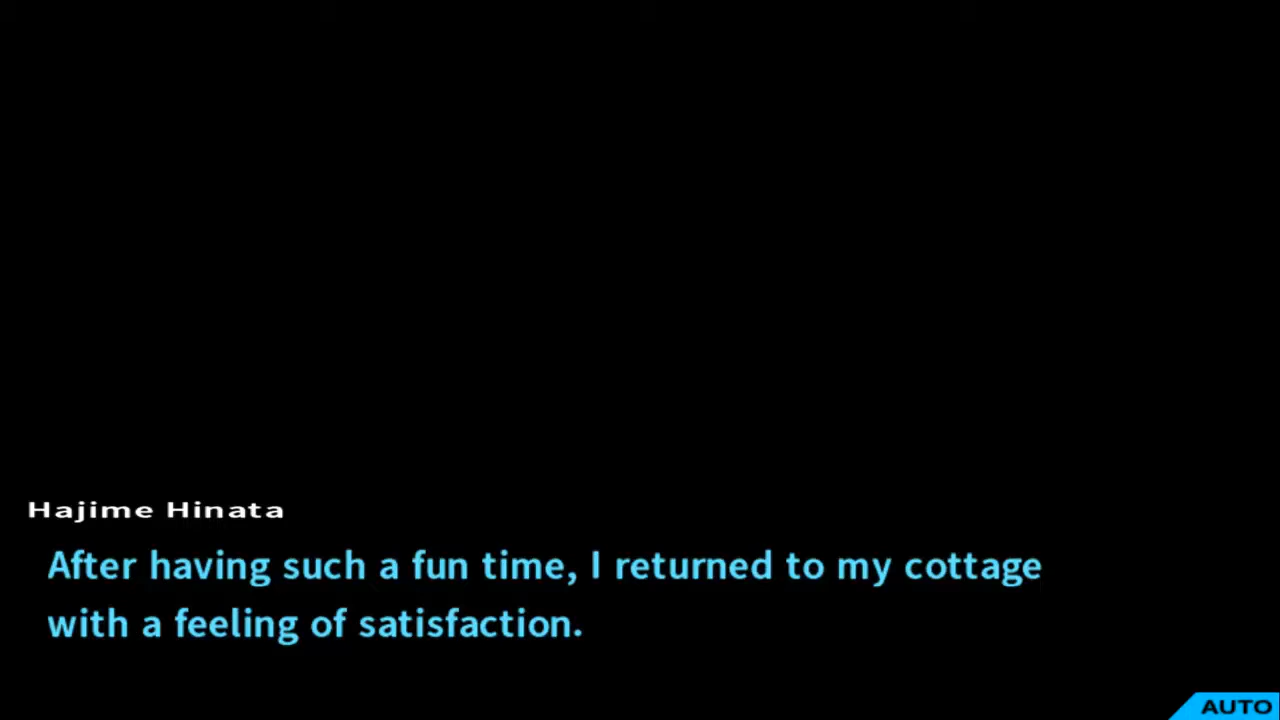 Hajime Hinata
After having such a fun time, I returned to my cottage
with a feeling of satisfaction.
AUTO